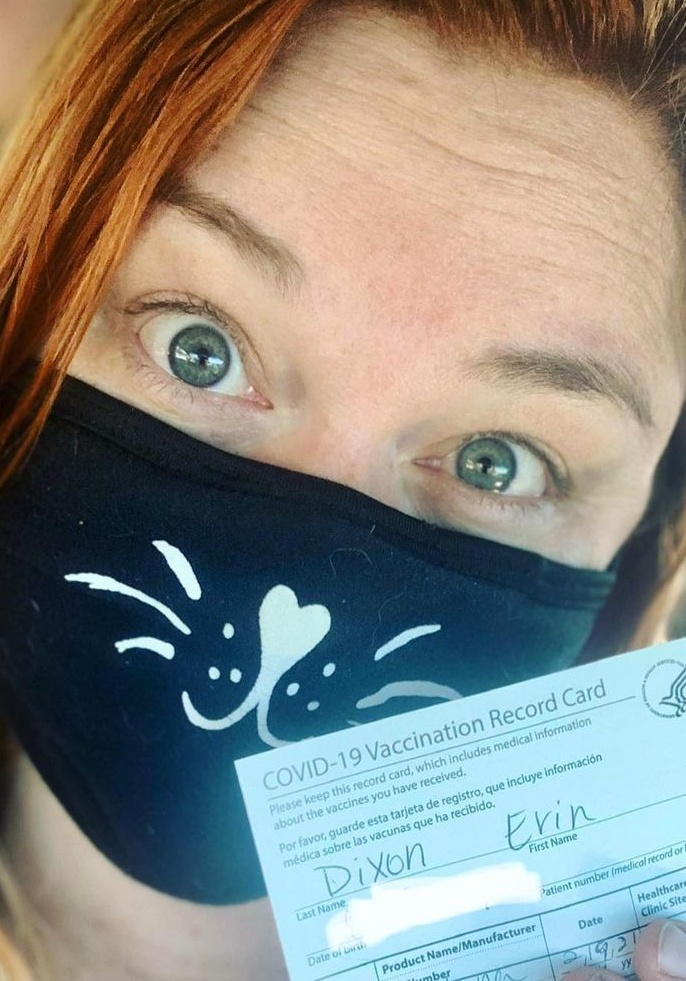 COVID-19 Vaccination Record Card
Please keep this record card, which includes medical information
about the vaccines you have received.
Por favor, guarde esta tarjeta de registro, que incluye información
médica sobre las vacunas que ha recibido.
Dixon Erin
Last Name First Name
Date of birth Patient number (medical record or
Product Name/Manufacturer Date Healthcare
Number Clinic Site
yy